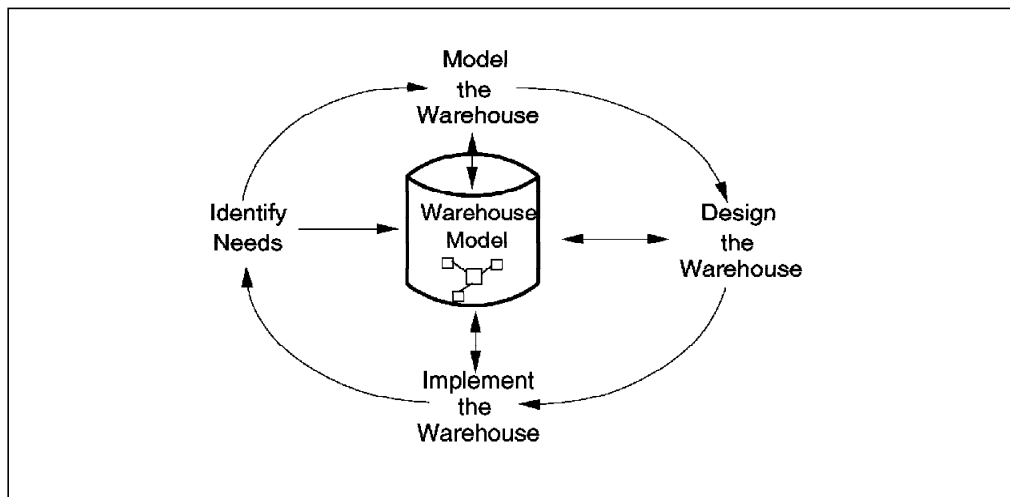 Model
the
Warehouse
Identify
Needs
Warehouse
Model
Design
the
Warehouse
Implement
the
Warehouse